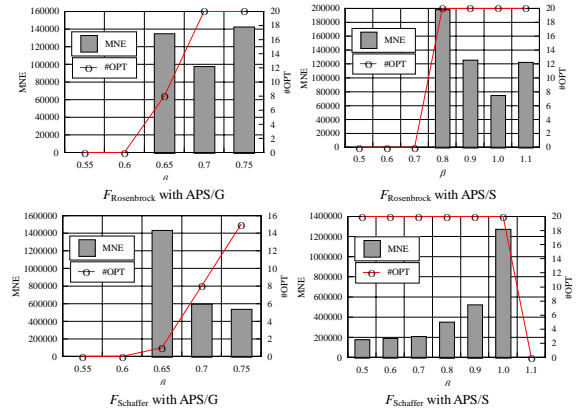 160000
140000
120000
100000
80000
60000
40000
20000
0
MNE
MNE
#OPT
20
18
16
14
12
10
8
6
4
2
0
#OPT
0.55 0.6 0.65 0.7 0.75
β
F Rosenbrock with APS/G
200000
180000
160000
140000
120000
100000
80000
60000
40000
20000
0
MNE
MNE
#OPT
20
18
16
14
12
10
8
6
4
2
0
#OPT
0.5 0.6 0.7 0.8 0.9 1.0 1.1
β
F Rosenbrock with APS/S
1600000
1400000
1200000
1000000
800000
600000
400000
200000
0
MNE
MNE
#OPT
16
14
12
10
8
6
4
2
0
#OPT
0.55 0.6 0.65 0.7 0.75
β
F Schaffer with APS/G
1400000
1200000
1000000
800000
600000
400000
200000
0
MNE
MNE
#OPT
20
18
16
14
12
10
8
6
4
2
0
#OPT
0.5 0.6 0.7 0.8 0.9 1.0 1.1
β
F Schaffer with APS/S